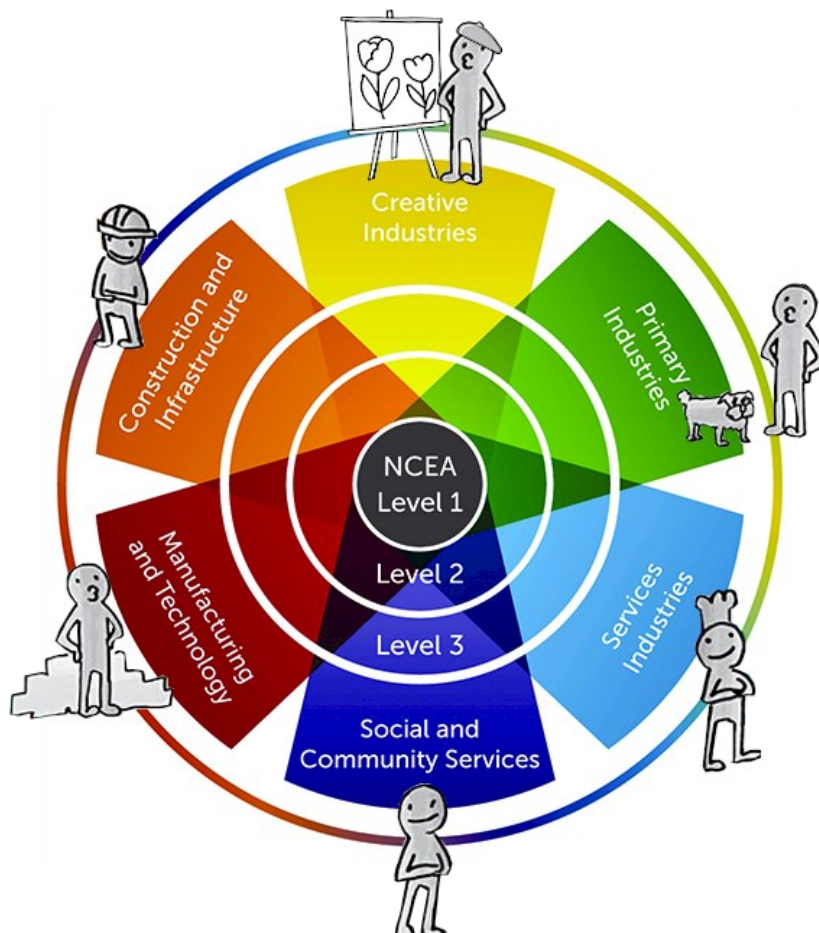 Creative
Industries
Primary
Industries
Services
Industries
Social and
Community Services
Manufacturing
and Technology
Construction and
Infrastructure
NCEA
Level 1
Level 2
Level 3